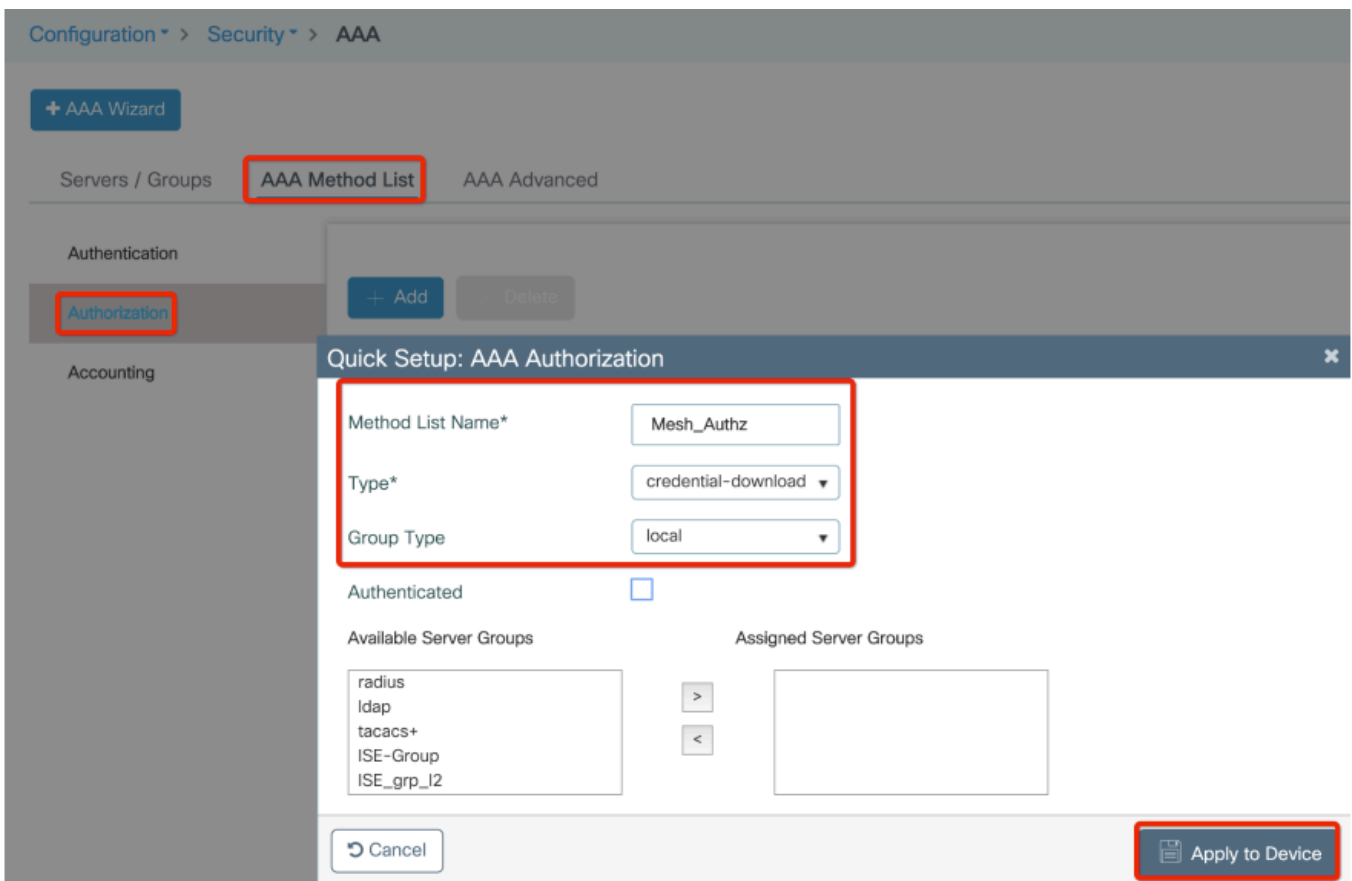 Configuration > Security > AAA
+ AAA Wizard
Servers / Groups AAA Method List AAA Advanced
Authentication
Authorization
Accounting
+ Add Delete
Quick Setup: AAA Authorization
Method List Name* Mesh_Authz
Type* credential-download
Group Type local
Authenticated
Available Server Groups Assigned Server Groups
radius
ldap
tacacs+
ISE-Group
ISE_grp_l2
> <
Cancel Apply to Device